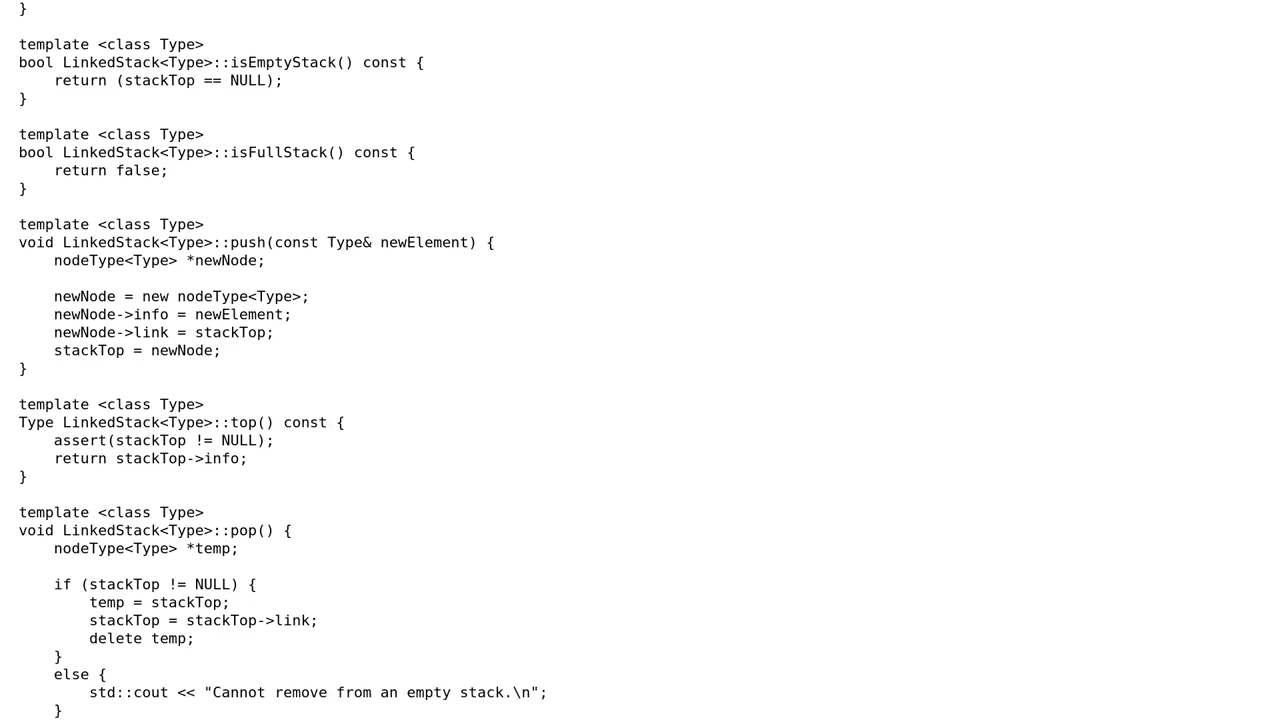 }

template <class Type>
bool LinkedStack<Type>::isEmptyStack() const {
    return (stackTop == NULL);
}

template <class Type>
bool LinkedStack<Type>::isFullStack() const {
    return false;
}

template <class Type>
void LinkedStack<Type>::push(const Type& newElement) {
    nodeType<Type> *newNode;

    newNode = new nodeType<Type>;
    newNode->info = newElement;
    newNode->link = stackTop;
    stackTop = newNode;
}

template <class Type>
Type LinkedStack<Type>::top() const {
    assert(stackTop != NULL);
    return stackTop->info;
}

template <class Type>
void LinkedStack<Type>::pop() {
    nodeType<Type> *temp;

    if (stackTop != NULL) {
        temp = stackTop;
        stackTop = stackTop->link;
        delete temp;
    }
    else {
        std::cout << "Cannot remove from an empty stack.\n";
    }